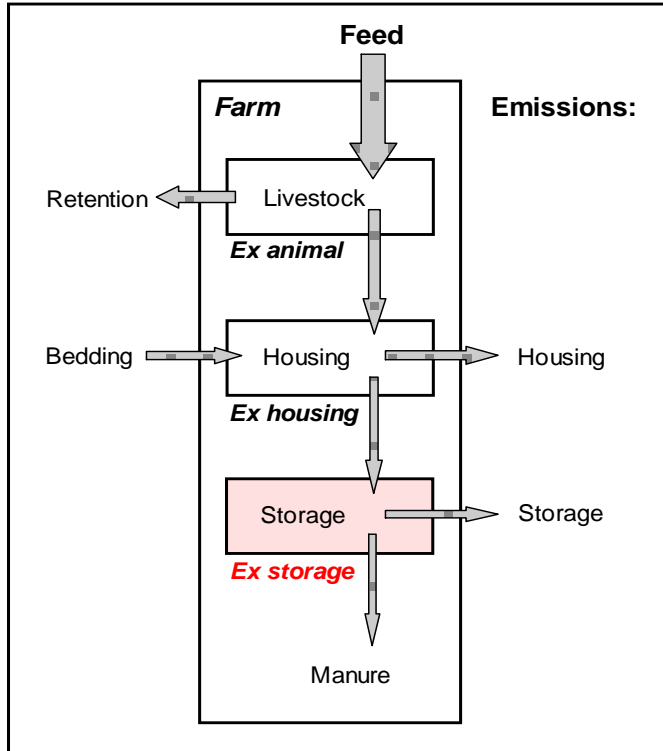 Feed
Farm
Emissions:
Retention
Livestock
Ex animal
Bedding
Housing
Housing
Ex housing
Storage
Storage
Ex storage
Manure